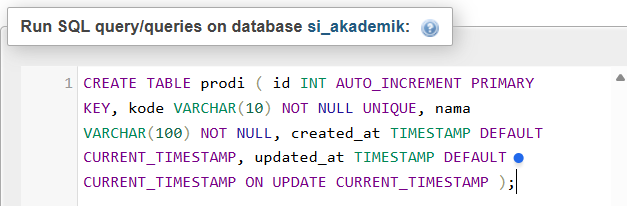 Run SQL query/queries on database si_akademik:
1 CREATE TABLE prodi ( id INT AUTO_INCREMENT PRIMARY
KEY, kode VARCHAR(10) NOT NULL UNIQUE, nama
VARCHAR(100) NOT NULL, created_at TIMESTAMP DEFAULT
CURRENT_TIMESTAMP, updated_at TIMESTAMP DEFAULT
CURRENT_TIMESTAMP ON UPDATE CURRENT_TIMESTAMP );